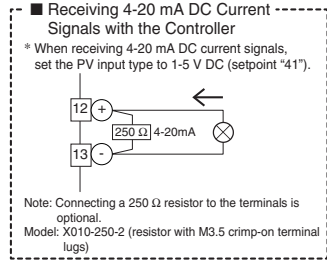 ■ Receiving 4-20 mA DC Current
Signals with the Controller
* When receiving 4-20 mA DC current signals,
set the PV input type to 1-5 V DC (setpoint "41").
12 +
250 Ω 4-20mA
13 -
Note: Connecting a 250 Ω resistor to the terminals is
optional.
Model: X010-250-2 (resistor with M3.5 crimp-on terminal
lugs)